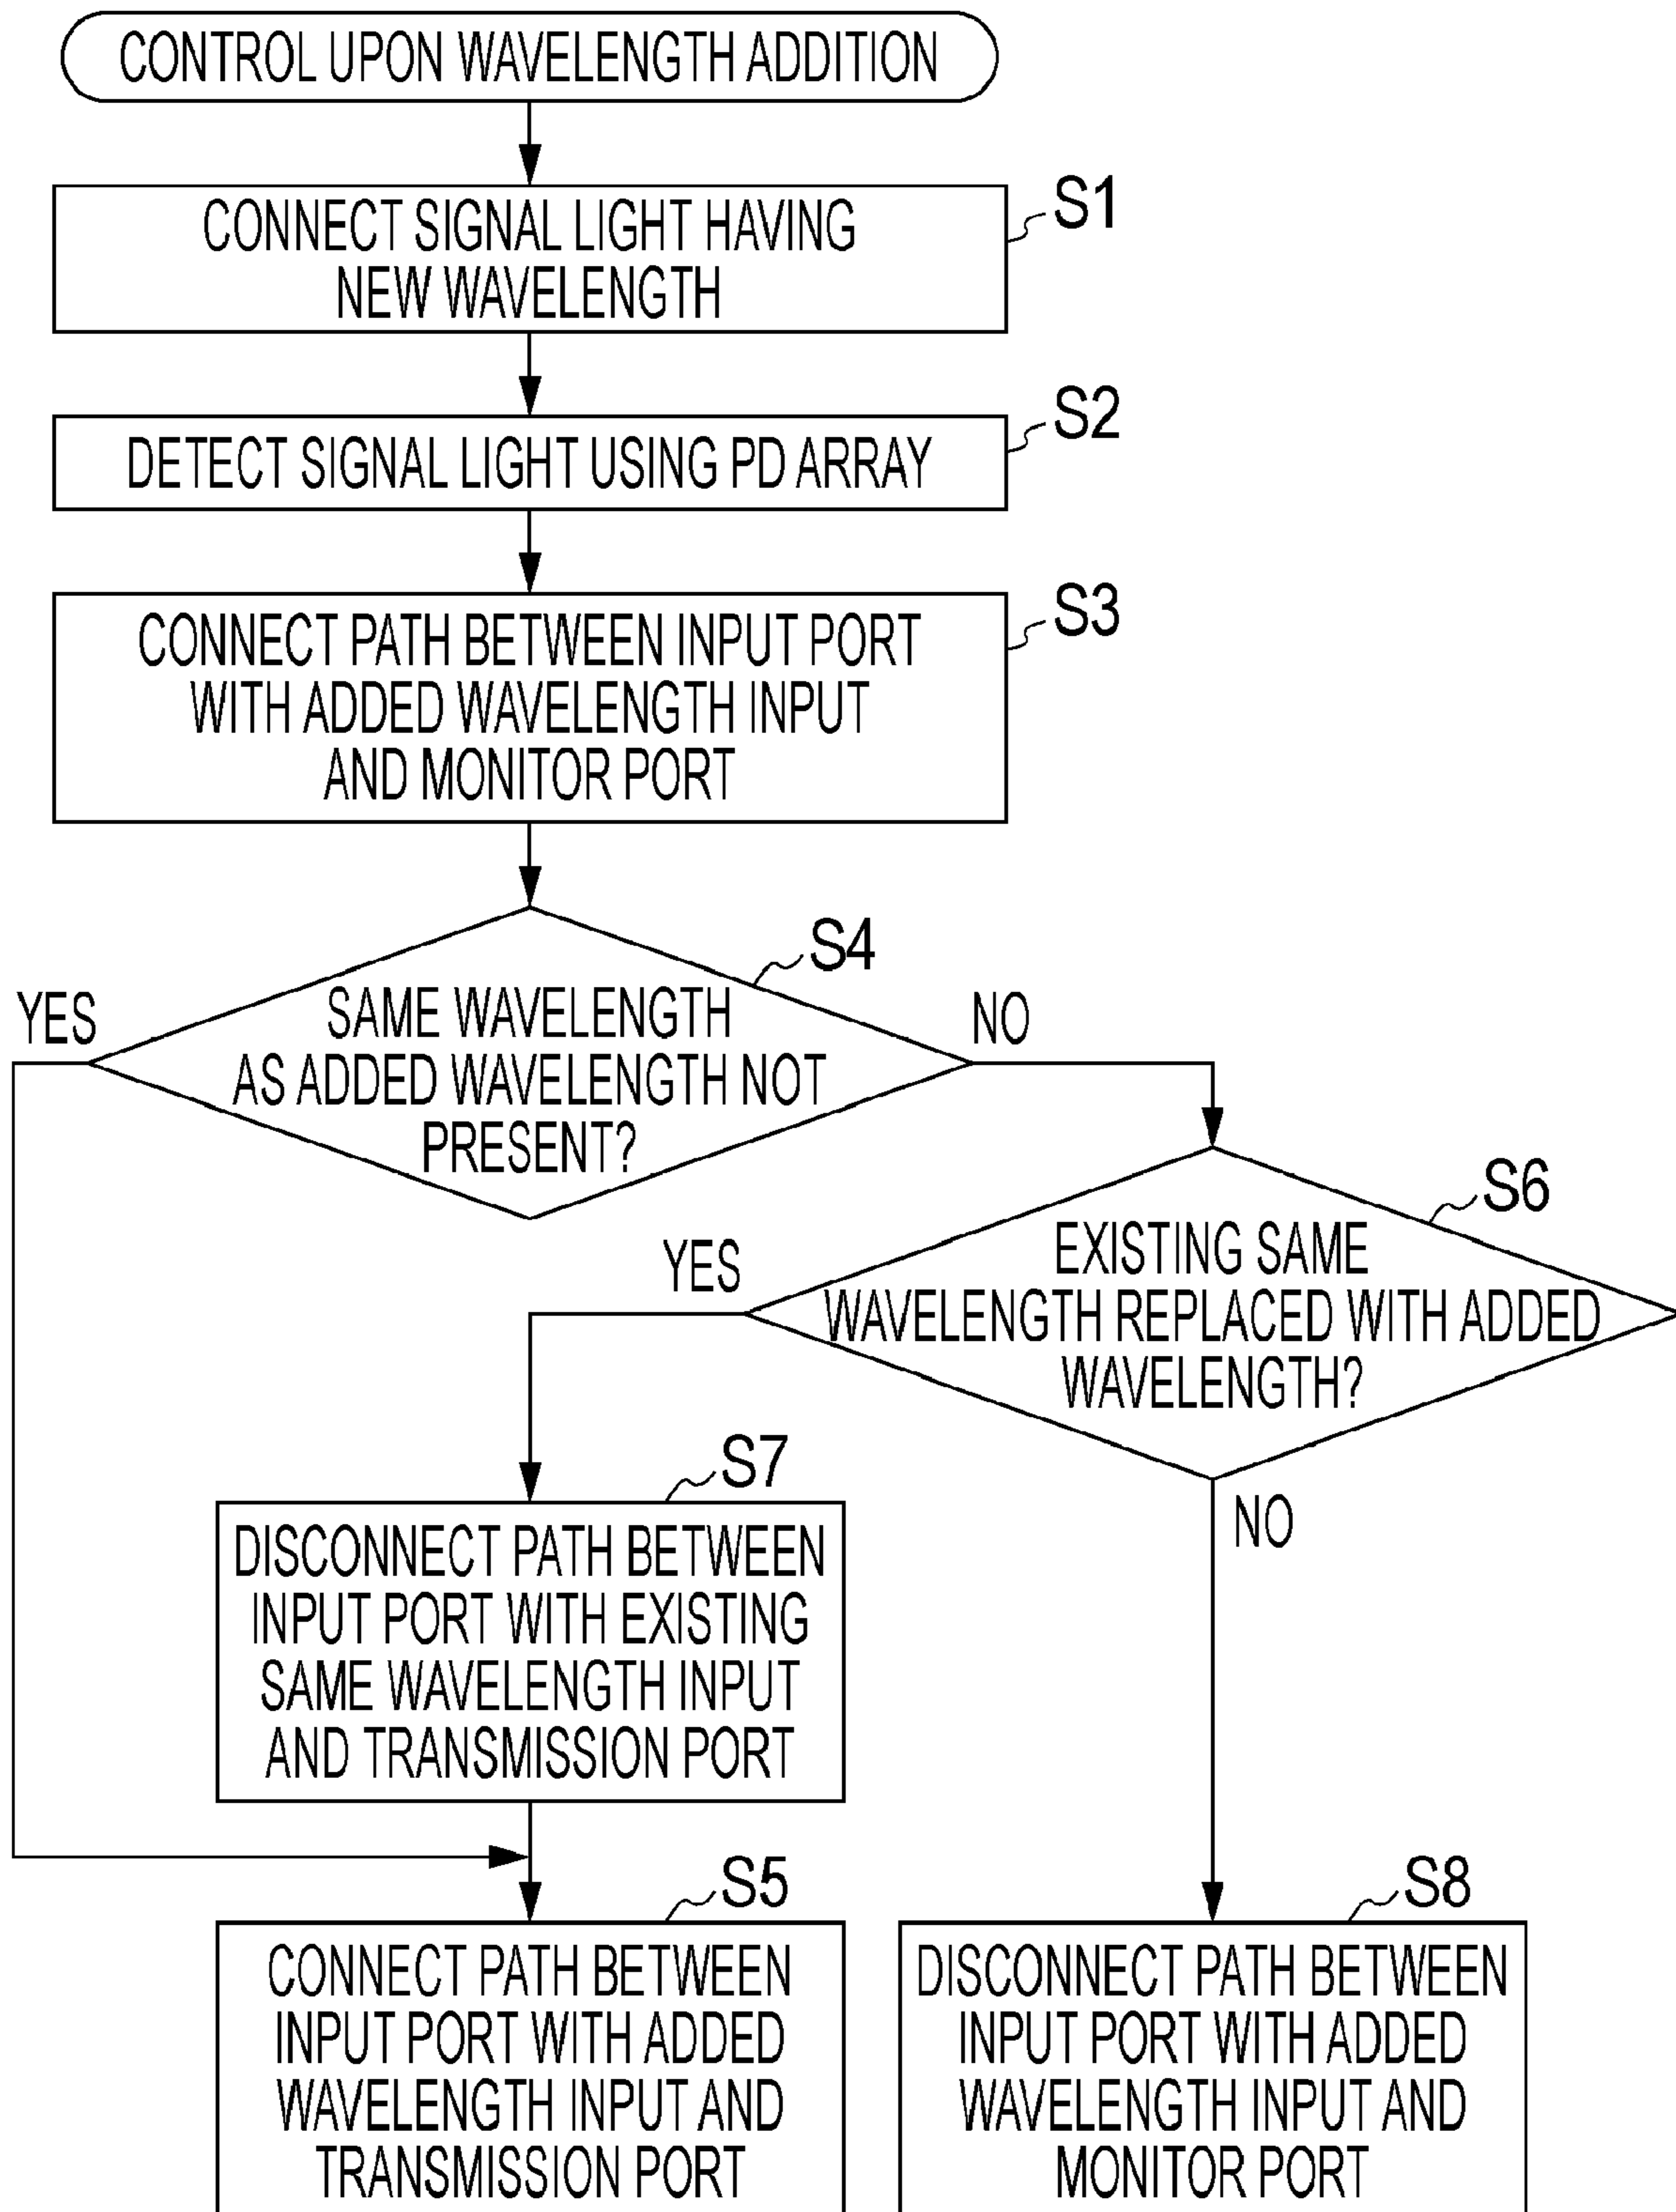 CONTROL UPON WAVELENGTH ADDITION
CONNECT SIGNAL LIGHT HAVING
NEW WAVELENGTH
S1
DETECT SIGNAL LIGHT USING PD ARRAY
S2
CONNECT PATH BETWEEN INPUT PORT
WITH ADDED WAVELENGTH INPUT
AND MONITOR PORT
S3
S4
YES
SAME WAVELENGTH
AS ADDED WAVELENGTH NOT
PRESENT?
NO
S6
YES
EXISTING SAME
WAVELENGTH REPLACED WITH ADDED
WAVELENGTH?
NO
S7
DISCONNECT PATH BETWEEN
INPUT PORT WITH EXISTING
SAME WAVELENGTH INPUT
AND TRANSMISSION PORT
S5
CONNECT PATH BETWEEN
INPUT PORT WITH ADDED
WAVELENGTH INPUT AND
TRANSMISSION PORT
S8
DISCONNECT PATH BETWEEN
INPUT PORT WITH ADDED
WAVELENGTH INPUT AND
MONITOR PORT